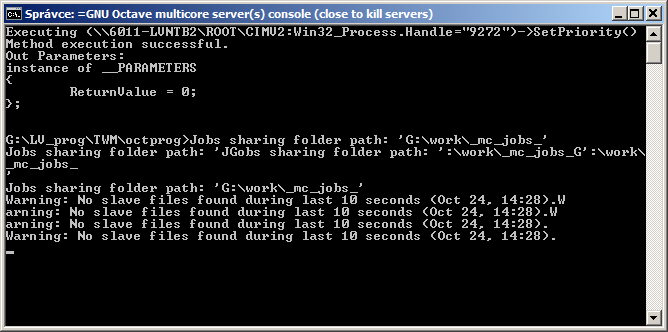 Správce: =GNU Octave multicore server(s) console (close to kill servers)
Executing (\\6011-LVNTB2\ROOT\CIMV2:Win32_Process.Handle="9272")->SetPriority()
Method execution successful.
Out Parameters:
instance of __PARAMETERS
{
        ReturnValue = 0;
};
G:\LV_prog\TWM\octprog>Jobs sharing folder path: 'G:\work\_mc_jobs_'
Jobs sharing folder path: 'JGobs sharing folder path: ':\work\_mc_jobs_G':\work\
_mc_jobs_
'
Jobs sharing folder path: 'G:\work\_mc_jobs_'
Warning: No slave files found during last 10 seconds (Oct 24, 14:28).W
arning: No slave files found during last 10 seconds (Oct 24, 14:28).W
arning: No slave files found during last 10 seconds (Oct 24, 14:28).
Warning: No slave files found during last 10 seconds (Oct 24, 14:28).